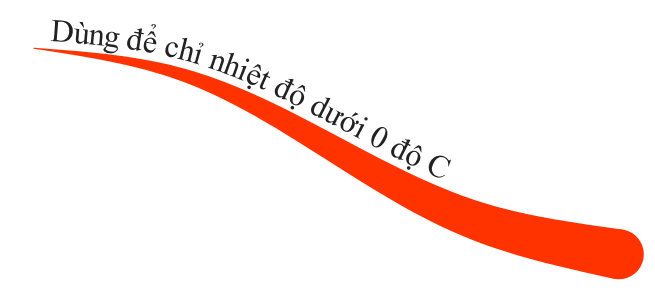 Dùng để chỉ nhiệt độ dưới 0 độ C